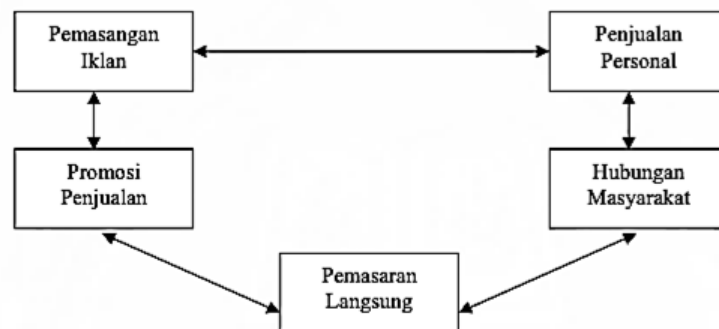 Pemasangan
Iklan
Penjualan
Personal
Promosi
Penjualan
Hubungan
Masyarakat
Pemasaran
Langsung